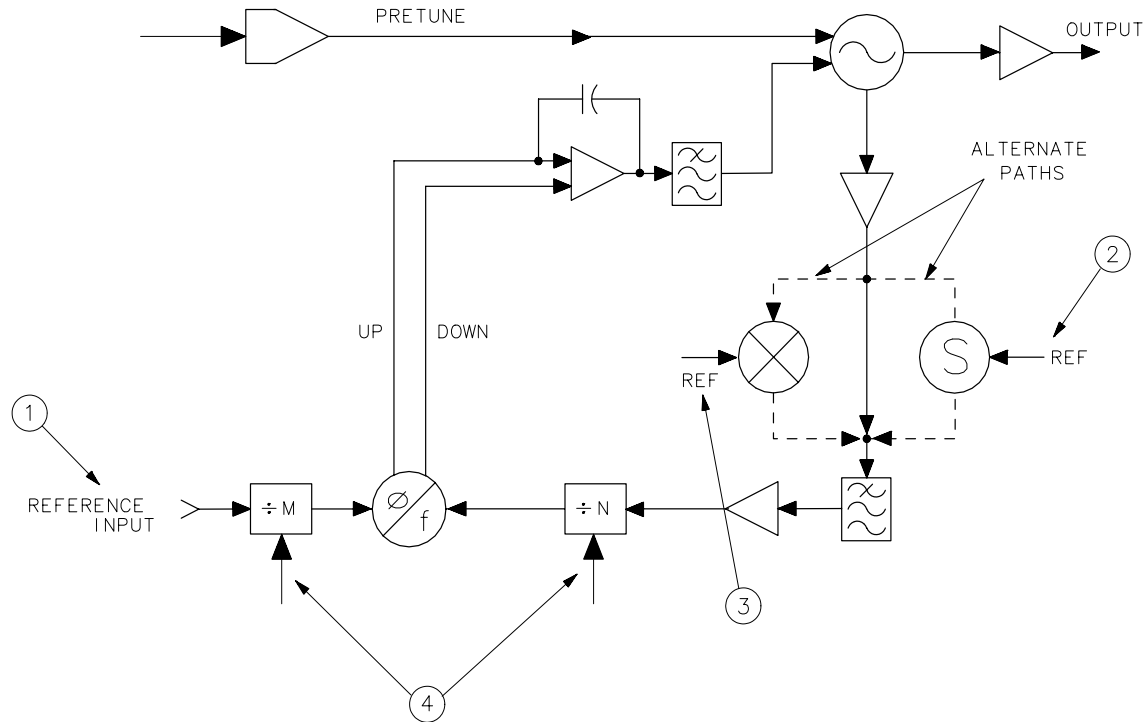 PRETUNE
OUTPUT
ALTERNATE
PATHS
2
UP
DOWN
S
REF
REF
1
REFERENCE
INPUT
÷ M
Ø
f
÷ N
3
4